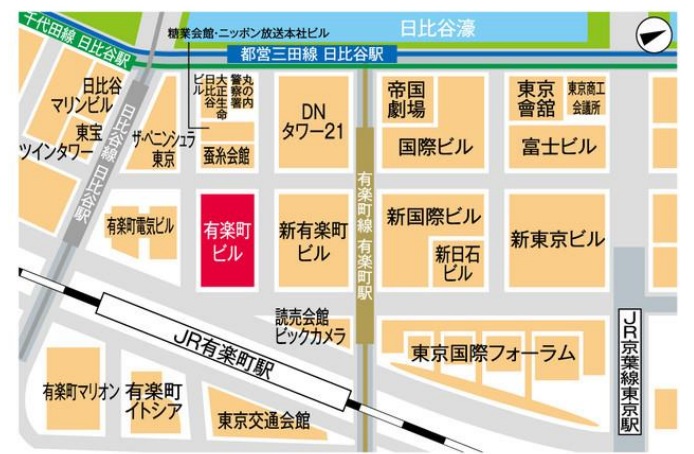 千代田線 日比谷駅
糖業会館・ニッポン放送本社ビル
日比谷濠
都営三田線 日比谷駅
日比谷
マリンビル
東宝
ツインタワー
日比谷線 日比谷駅
ザ・ペニンシュラ
東京
丸の内
警察署
大正生命
日比谷
ビル
蚕糸会館
DN
タワー21
帝国
劇場
国際ビル
東京
會舘
東京商工
会議所
富士ビル
有楽町電気ビル
有楽町
ビル
新有楽町
ビル
有楽町線 有楽町駅
新国際ビル
新日石
ビル
新東京ビル
読売会館
ビックカメラ
JR有楽町駅
東京国際フォーラム
JR京葉線東京駅
有楽町マリオン
有楽町
イトシア
東京交通会館